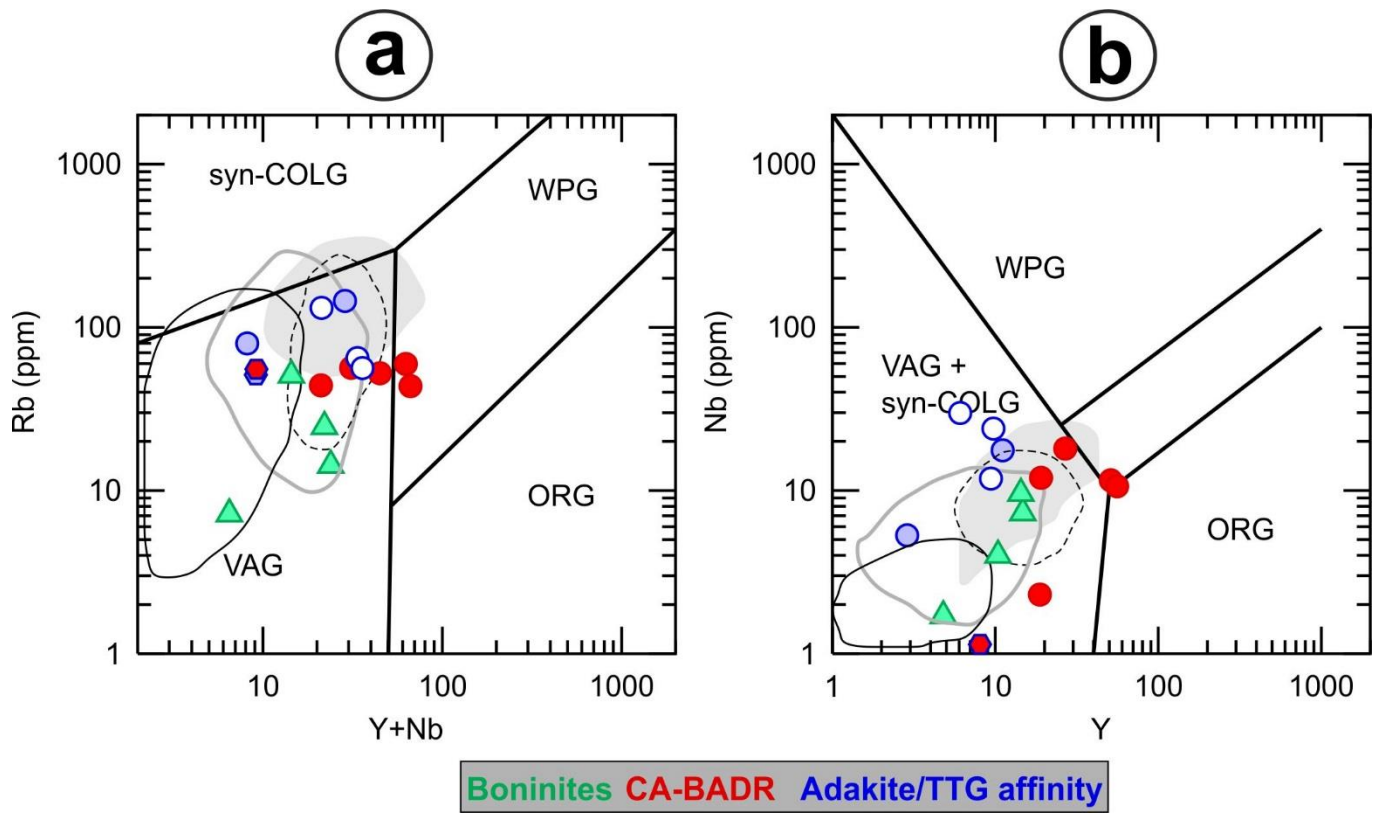 a
b
1000
100
10
1
Rb (ppm)
syn-COLG
WPG
VAG
ORG
10
100
1000
Y+Nb
1000
100
10
1
Nb (ppm)
WPG
VAG +
syn-COLG
ORG
1
10
100
1000
Y
Boninites CA-BADR Adakite/TTG affinity